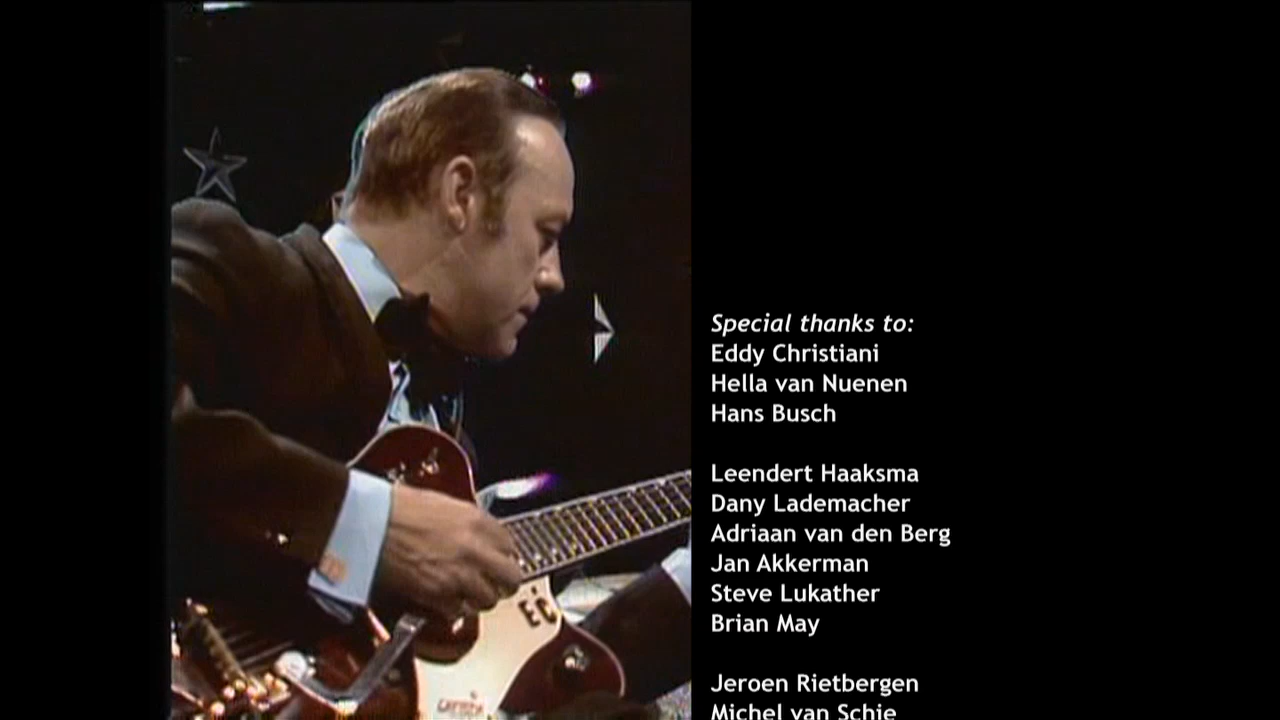 EC
Special thanks to:
Eddy Christiani
Hella van Nuenen
Hans Busch
Leendert Haaksma
Dany Lademacher
Adriaan van den Berg
Jan Akkerman
Steve Lukather
Brian May
Jeroen Rietbergen
Michel van Schie